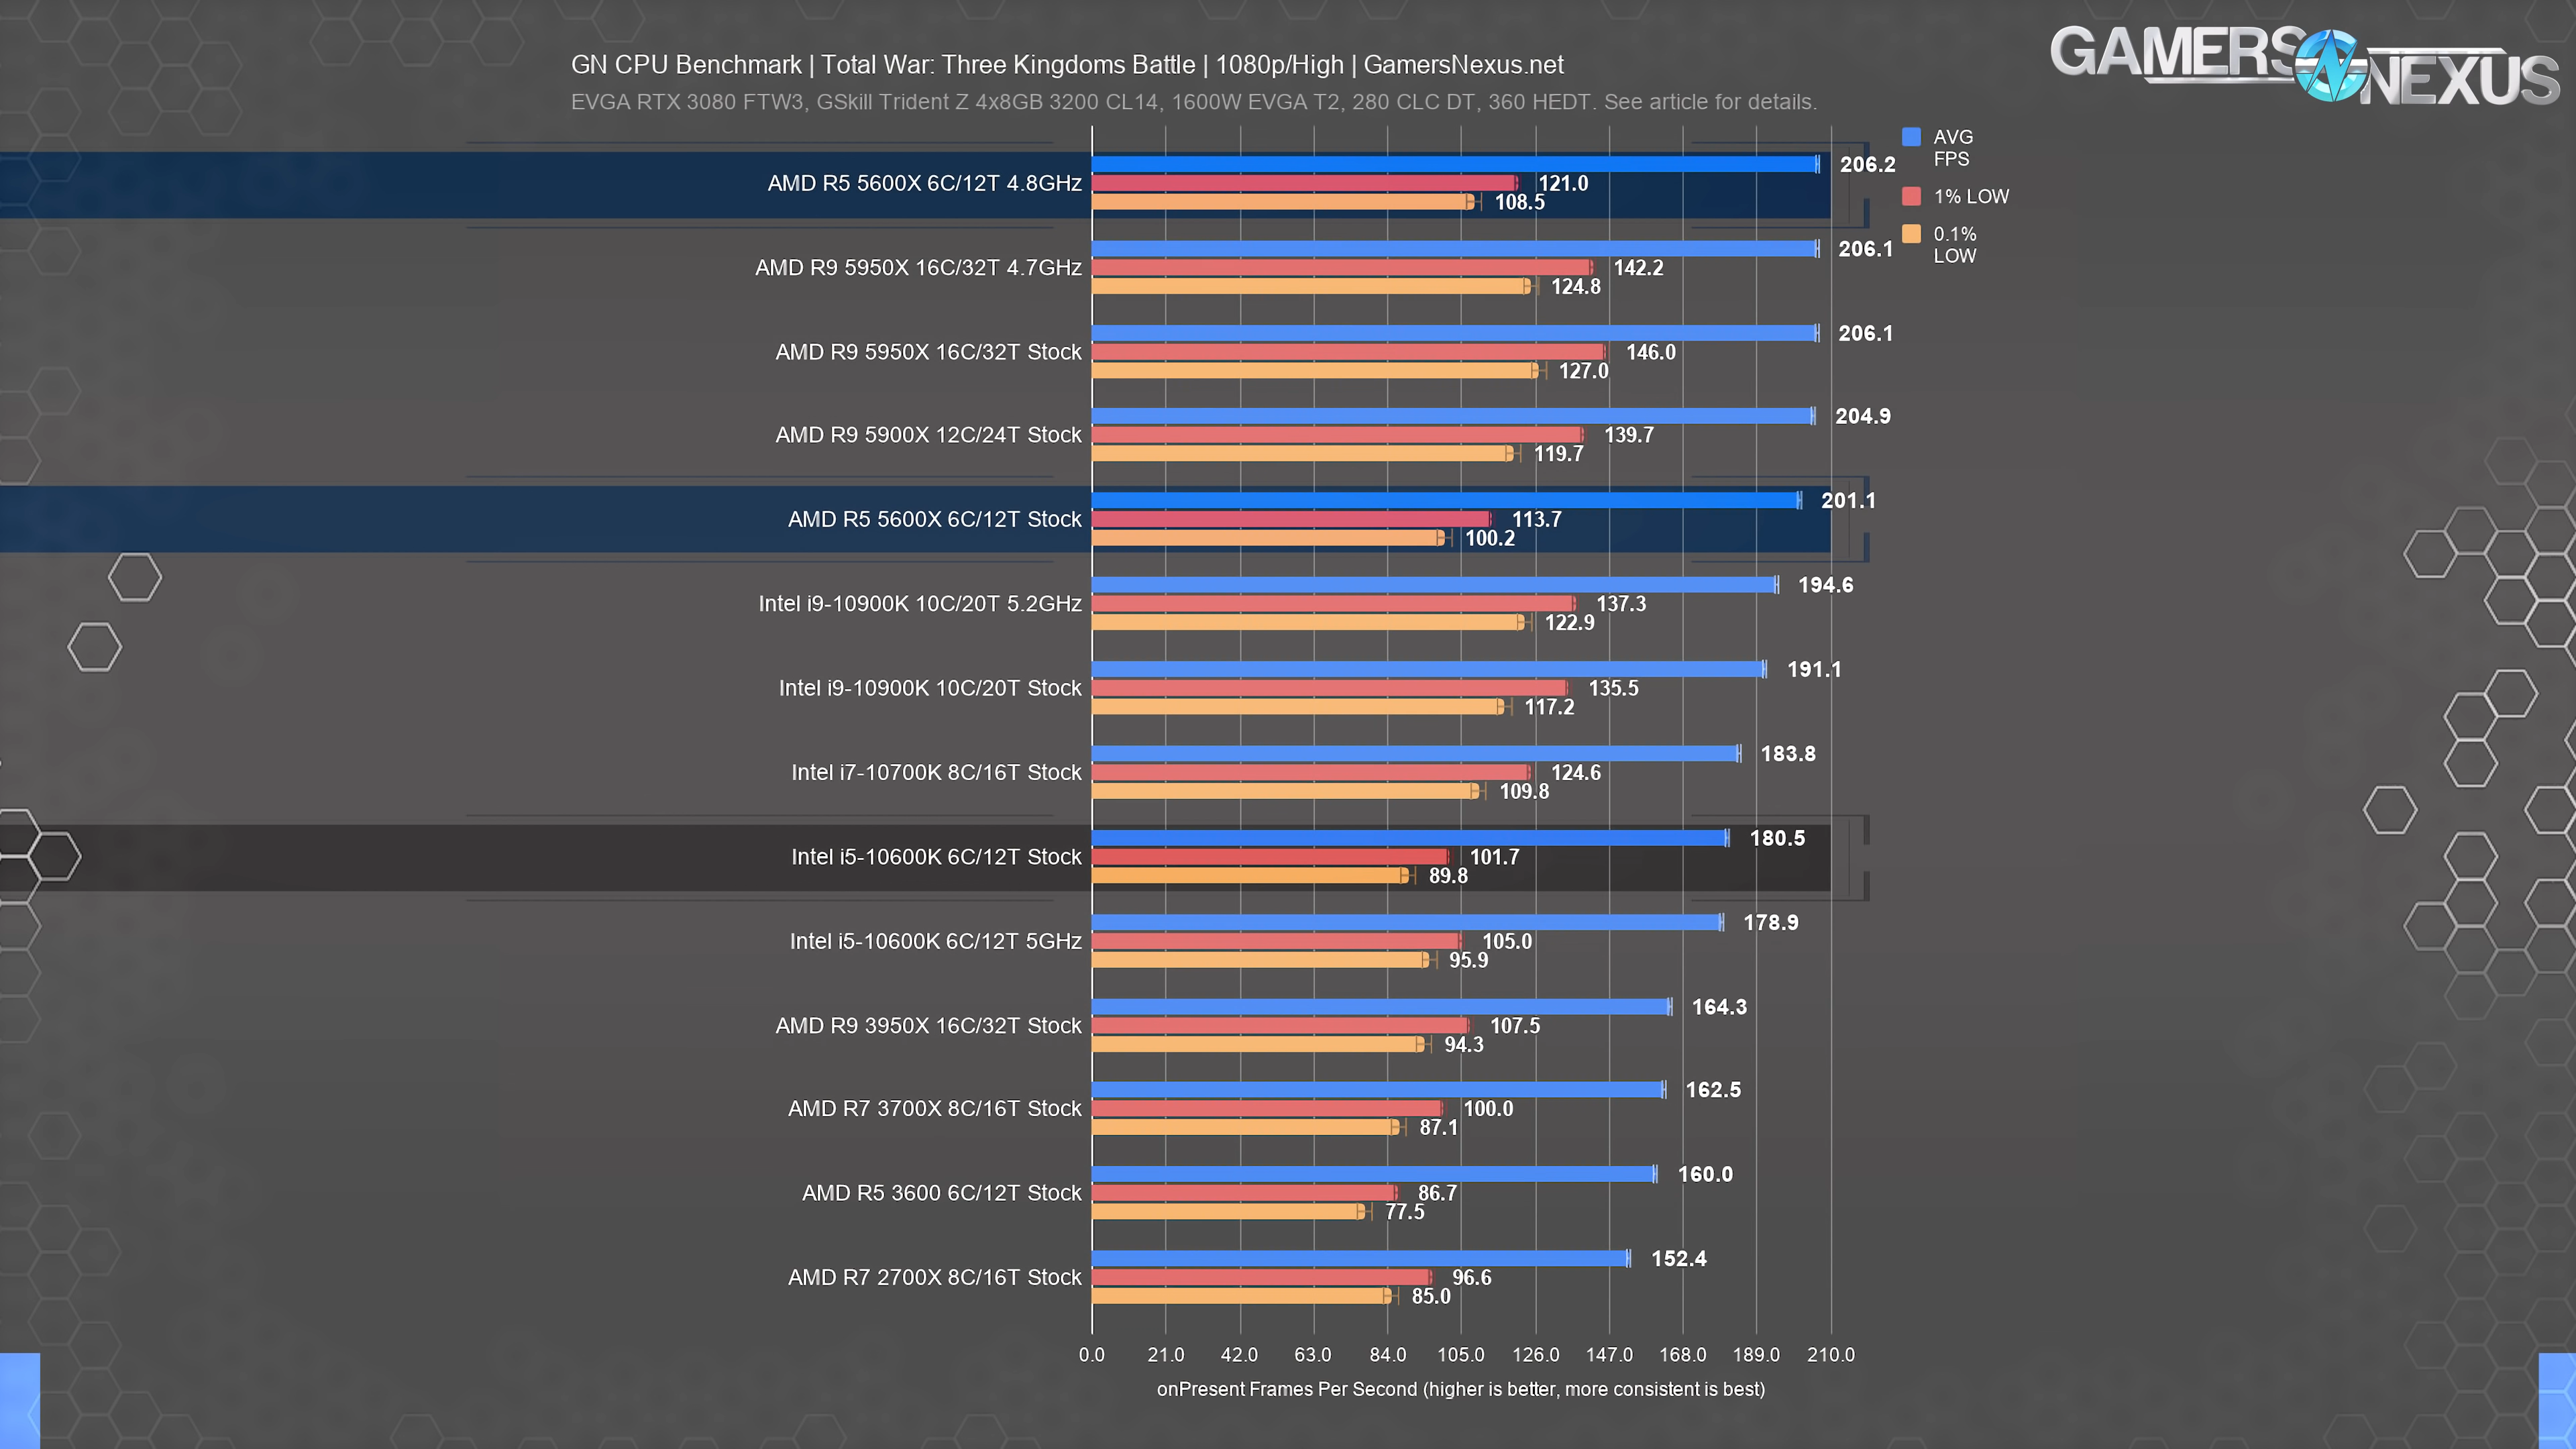 GAMERS NEXUS
GN CPU Benchmark | Total War: Three Kingdoms Battle | 1080p/High | GamersNexus.net
EVGA RTX 3080 FTW3, GSkill Trident Z 4x8GB 3200 CL14, 1600W EVGA T2, 280 CLC DT, 360 HEDT. See article for details.
AVG
FPS
1% LOW
0.1%
LOW
206.2
AMD R5 5600X 6C/12T 4.8GHz 121.0
108.5
206.1
AMD R9 5950X 16C/32T 4.7GHz 142.2
124.8
206.1
AMD R9 5950X 16C/32T Stock 146.0
127.0
204.9
AMD R9 5900X 12C/24T Stock 139.7
119.7
201.1
AMD R5 5600X 6C/12T Stock 113.7
100.2
194.6
Intel i9-10900K 10C/20T 5.2GHz 137.3
122.9
191.1
Intel i9-10900K 10C/20T Stock 135.5
117.2
183.8
Intel i7-10700K 8C/16T Stock 124.6
109.8
180.5
Intel i5-10600K 6C/12T Stock 101.7
89.8
178.9
Intel i5-10600K 6C/12T 5GHz 105.0
95.9
164.3
AMD R9 3950X 16C/32T Stock 107.5
94.3
162.5
AMD R7 3700X 8C/16T Stock 100.0
87.1
160.0
AMD R5 3600 6C/12T Stock 86.7
77.5
152.4
AMD R7 2700X 8C/16T Stock 96.6
85.0
0.0 21.0 42.0 63.0 84.0 105.0 126.0 147.0 168.0 189.0 210.0
onPresent Frames Per Second (higher is better, more consistent is best)